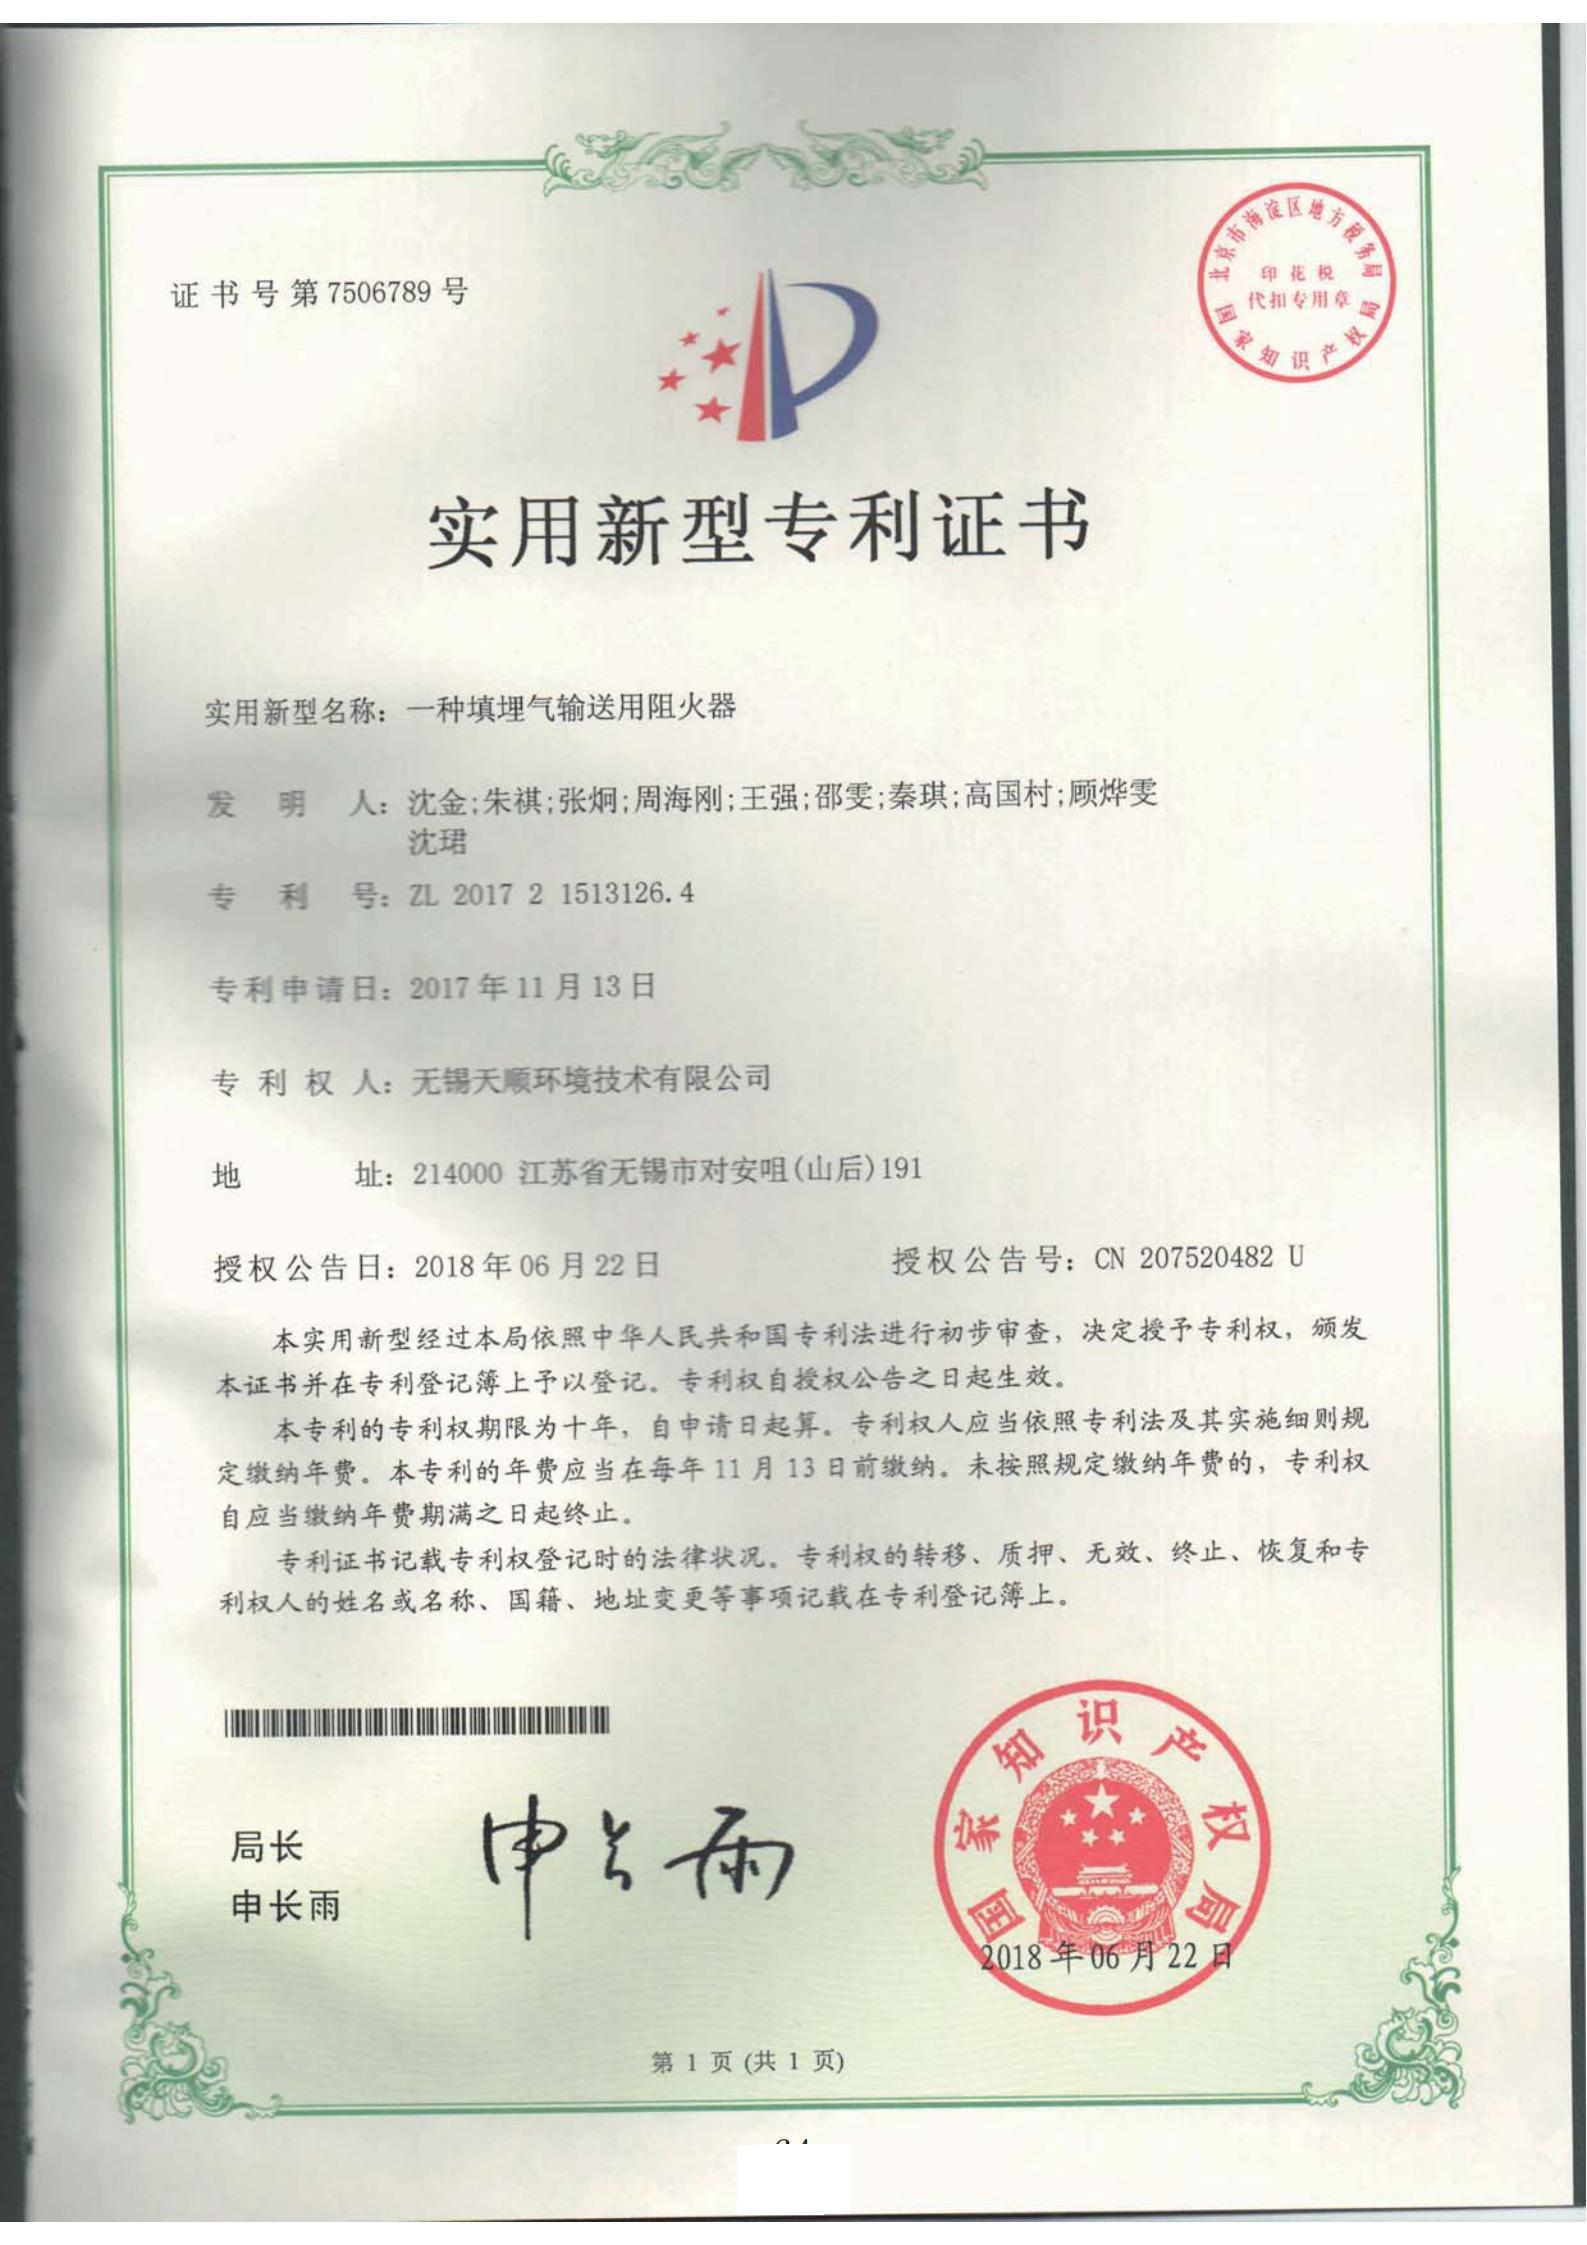 证书号第7506789号
北京市海淀区地方税务局
印花税
代扣专用章
国家知识产权局
实用新型专利证书
实用新型名称：一种填埋气输送用阻火器
发明人：沈金;朱祺;张炯;周海刚;王强;邵雯;秦琪;高国村;顾烨雯
沈珺
专利号：ZL 2017 2 1513126.4
专利申请日：2017年11月13日
专利权人：无锡天顺环境技术有限公司
地址：214000 江苏省无锡市对安咀(山后)191
授权公告日：2018年06月22日 授权公告号：CN 207520482 U
本实用新型经过本局依照中华人民共和国专利法进行初步审查，决定授予专利权，颁发
本证书并在专利登记簿上予以登记。专利权自授权公告之日起生效。
本专利的专利权期限为十年，自申请日起算。专利权人应当依照专利法及其实施细则规
定缴纳年费。本专利的年费应当在每年11月13日前缴纳。未按照规定缴纳年费的，专利权
自应当缴纳年费期满之日起终止。
专利证书记载专利权登记时的法律状况。专利权的转移、质押、无效、终止、恢复和专
利权人的姓名或名称、国籍、地址变更等事项记载在专利登记簿上。
局长
申长雨
申长雨
国家知识产权局
2018年06月22日
第 1 页 (共 1 页)